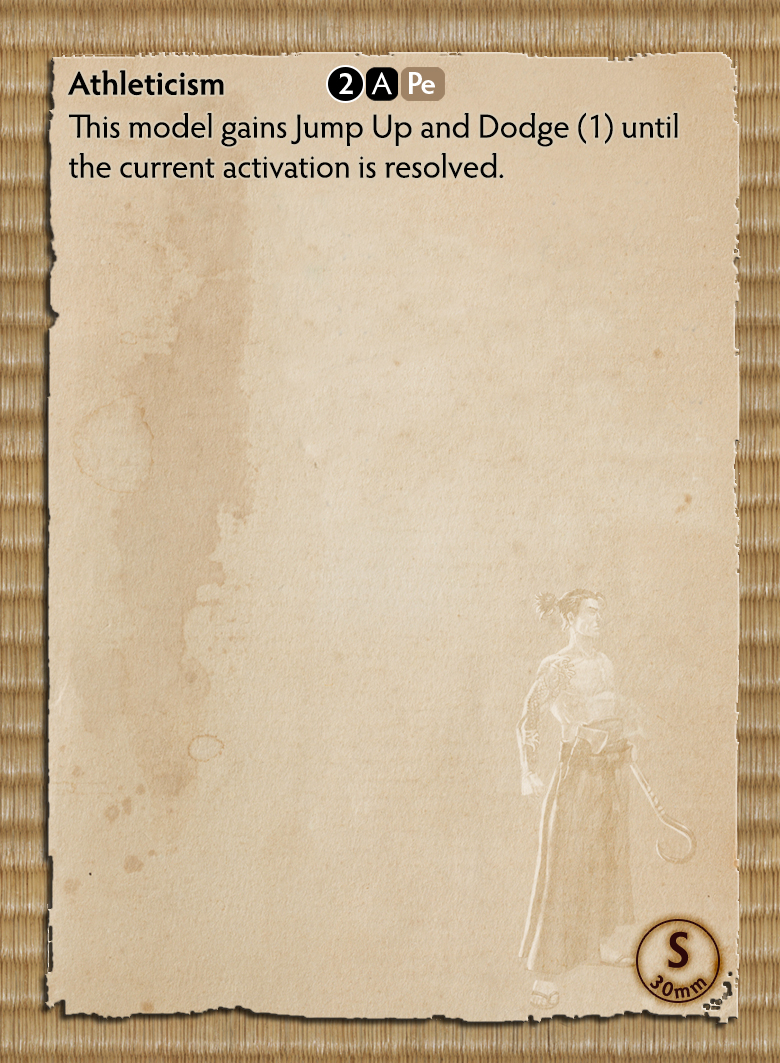 Athleticism 2 A Pe
This model gains Jump Up and Dodge (1) until
the current activation is resolved.
S
30mm